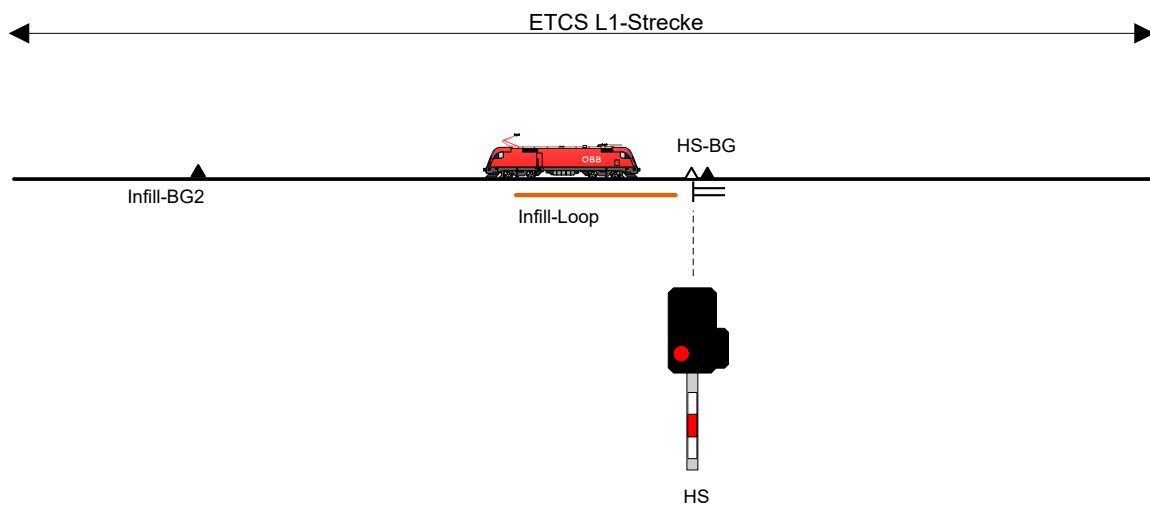 ETCS L1-Strecke
HS-BG
ÖBB
Infill-BG2
Infill-Loop
HS